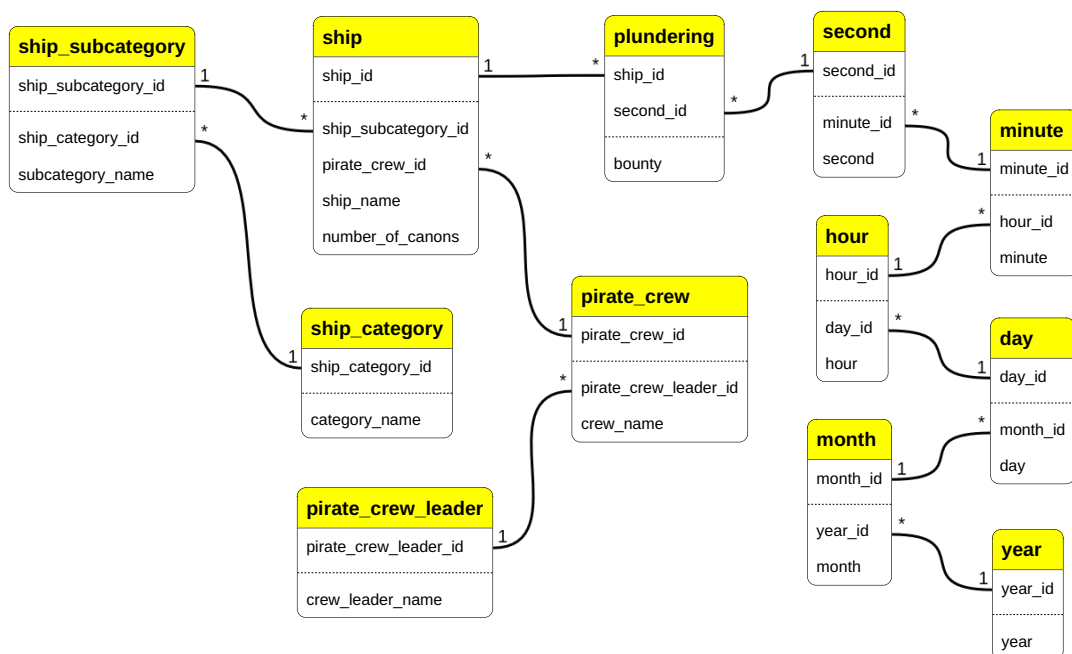 ship_subcategory
ship_subcategory_id
ship_category_id
subcategory_name
1
*
*
ship
ship_id
ship_subcategory_id
pirate_crew_id
ship_name
number_of_canons
1
*
*
plundering
ship_id
second_id
bounty
*
1
second
second_id
minute_id
second
*
1
minute
minute_id
hour_id
minute
*
1
hour
hour_id
day_id
hour
*
1
day
day_id
month_id
day
*
1
month
month_id
year_id
month
*
1
year
year_id
year
1
ship_category
ship_category_id
category_name
1
pirate_crew
pirate_crew_id
pirate_crew_leader_id
crew_name
*
1
pirate_crew_leader
pirate_crew_leader_id
crew_leader_name